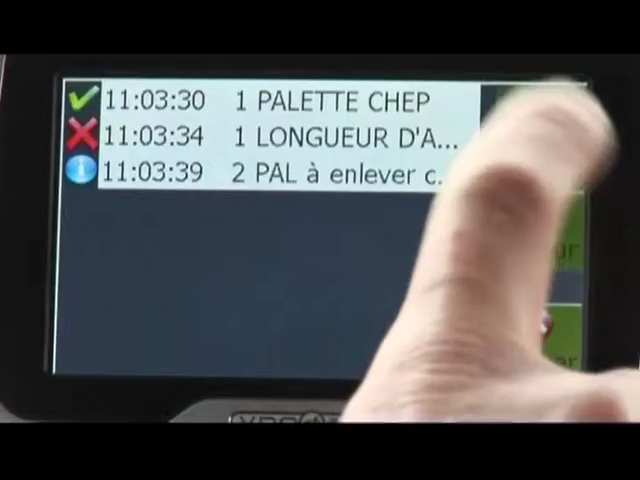 11:03:30 1 PALETTE CHEP
11:03:34 1 LONGUEUR D'A...
11:03:39 2 PAL à enlever c.